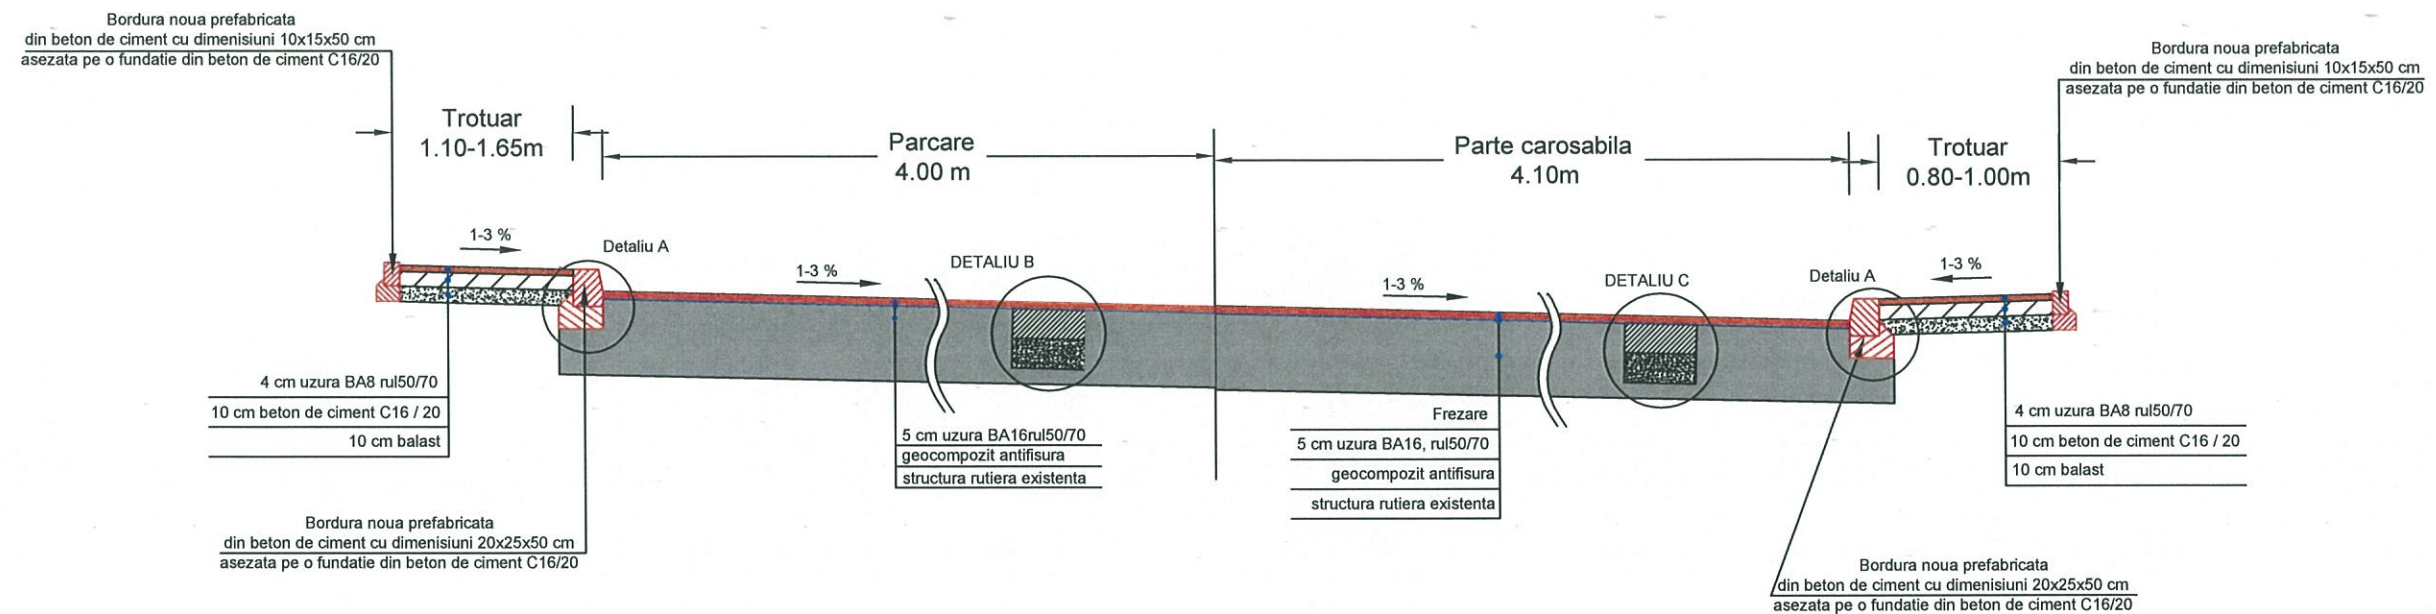 Bordura noua prefabricata
din beton de ciment cu dimenisiuni 10x15x50 cm
asezata pe o fundatie din beton de ciment C16/20
Bordura noua prefabricata
din beton de ciment cu dimenisiuni 10x15x50 cm
asezata pe o fundatie din beton de ciment C16/20
Trotuar
1.10-1.65m
Parcare
4.00 m
Parte carosabila
4.10m
Trotuar
0.80-1.00m
1-3 %
Detaliu A
1-3 %
DETALIU B
1-3 %
DETALIU C
Detaliu A
1-3 %
4 cm uzura BA8 rul50/70
10 cm beton de ciment C16 / 20
10 cm balast
5 cm uzura BA16rul50/70
geocompozit antifisura
structura rutiera existenta
Frezare
5 cm uzura BA16, rul50/70
geocompozit antifisura
structura rutiera existenta
4 cm uzura BA8 rul50/70
10 cm beton de ciment C16 / 20
10 cm balast
Bordura noua prefabricata
din beton de ciment cu dimenisiuni 20x25x50 cm
asezata pe o fundatie din beton de ciment C16/20
Bordura noua prefabricata
din beton de ciment cu dimenisiuni 20x25x50 cm
asezata pe o fundatie din beton de ciment C16/20